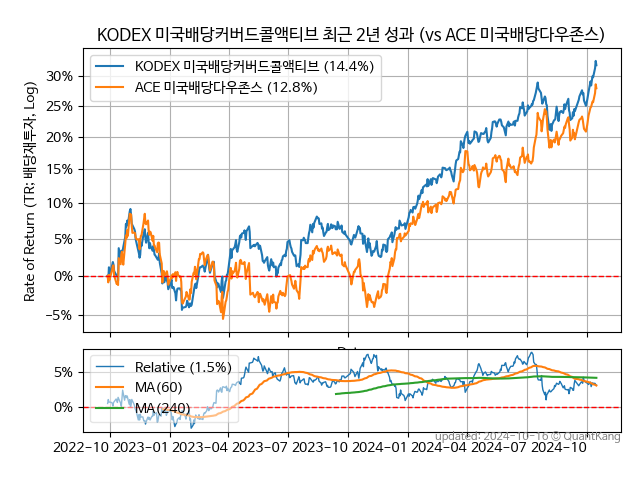 KODEX 미국배당커버드콜액티브 최근 2년 성과 (vs ACE 미국배당다우존스)
KODEX 미국배당커버드콜액티브 (14.4%)
ACE 미국배당다우존스 (12.8%)
Rate of Return (TR: 배당재투자, Log)
30%
25%
20%
15%
10%
5%
0%
−5%
Relative (1.5%)
MA(60)
MA(240)
5%
0%
2022-10 2023-01 2023-04 2023-07 2023-10 2024-01 2024-04 2024-07 2024-10
updated: 2024-10-16 © QuantKang